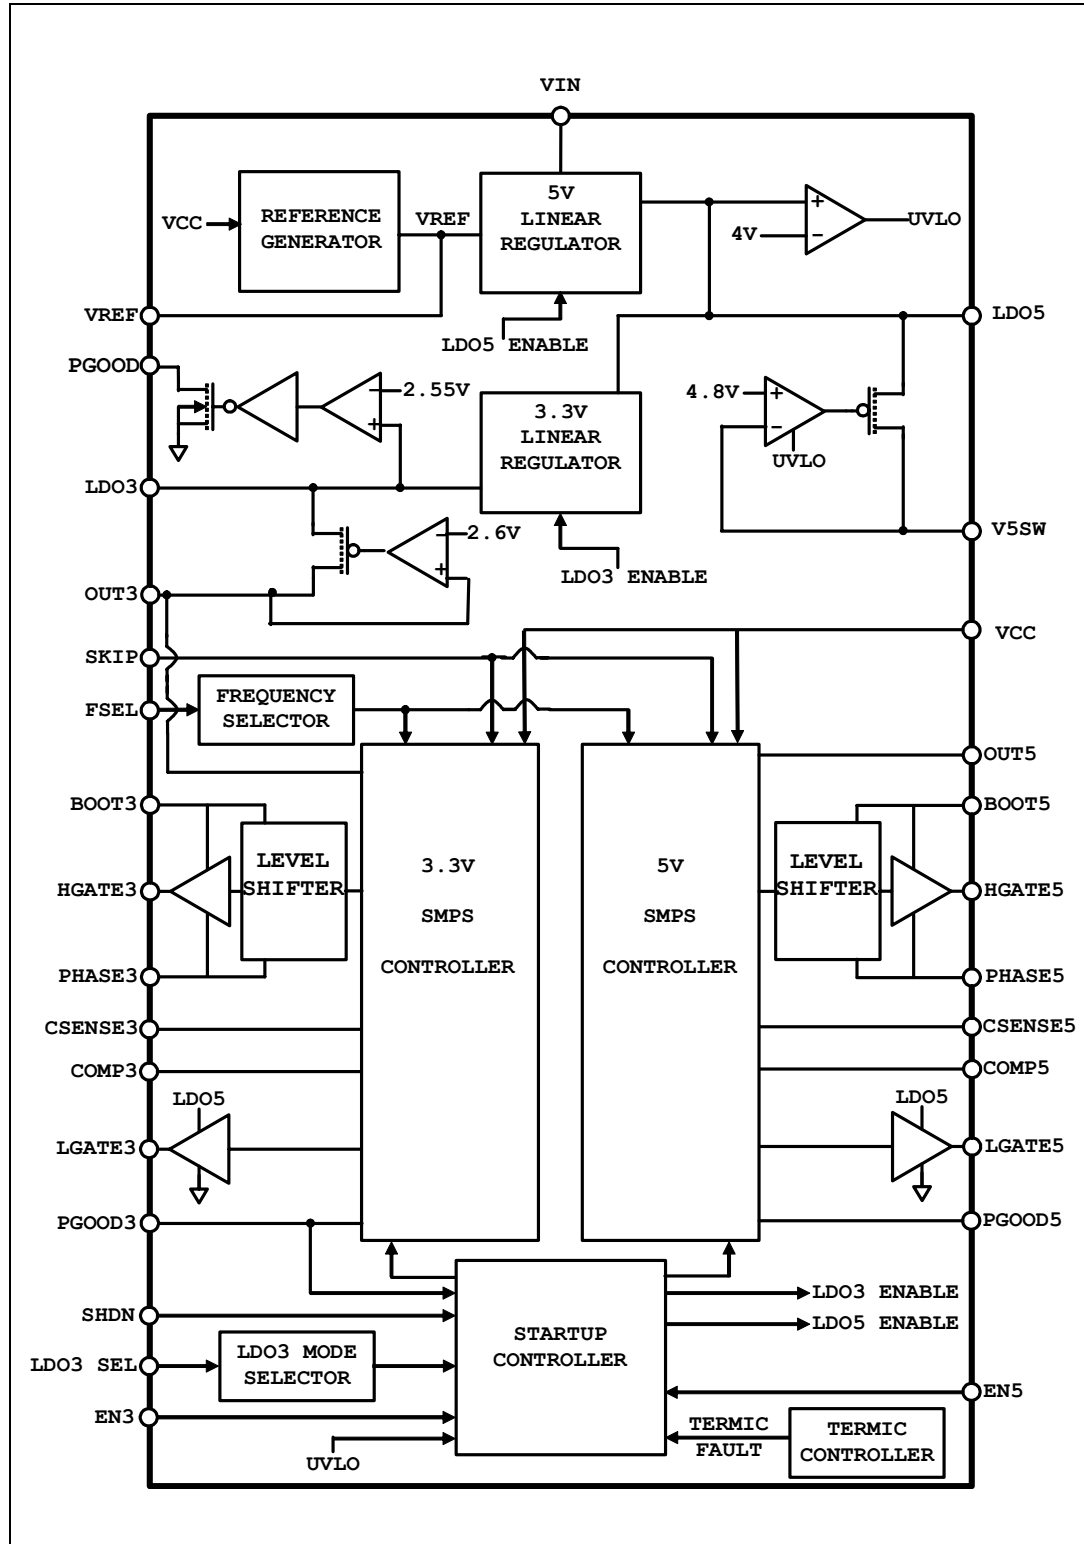 VIN
REFERENCE
GENERATOR
VCC
VREF
5V
LINEAR
REGULATOR
+
-
4V
UVLO
VREF
LDO5
LDO5 ENABLE
PGOOD
-
2.55V
+
3.3V
LINEAR
REGULATOR
4.8V
+
-
UVLO
LDO3
-
2.6V
+
LDO3 ENABLE
V5SW
OUT3
VCC
SKIP
FREQUENCY
SELECTOR
FSEL
OUT5
BOOT3
BOOT5
LEVEL
SHIFTER
3.3V
SMPS
CONTROLLER
5V
SMPS
CONTROLLER
LEVEL
SHIFTER
HGATE3
HGATE5
PHASE3
PHASE5
CSENSE3
CSENSE5
COMP3
COMP5
LDO5
LDO5
LGATE3
LGATE5
PGOOD3
PGOOD5
LDO3 ENABLE
SHDN
LDO5 ENABLE
STARTUP
CONTROLLER
LDO3 SEL
LDO3 MODE
SELECTOR
EN5
EN3
TERMIC
FAULT
TERMIC
CONTROLLER
UVLO